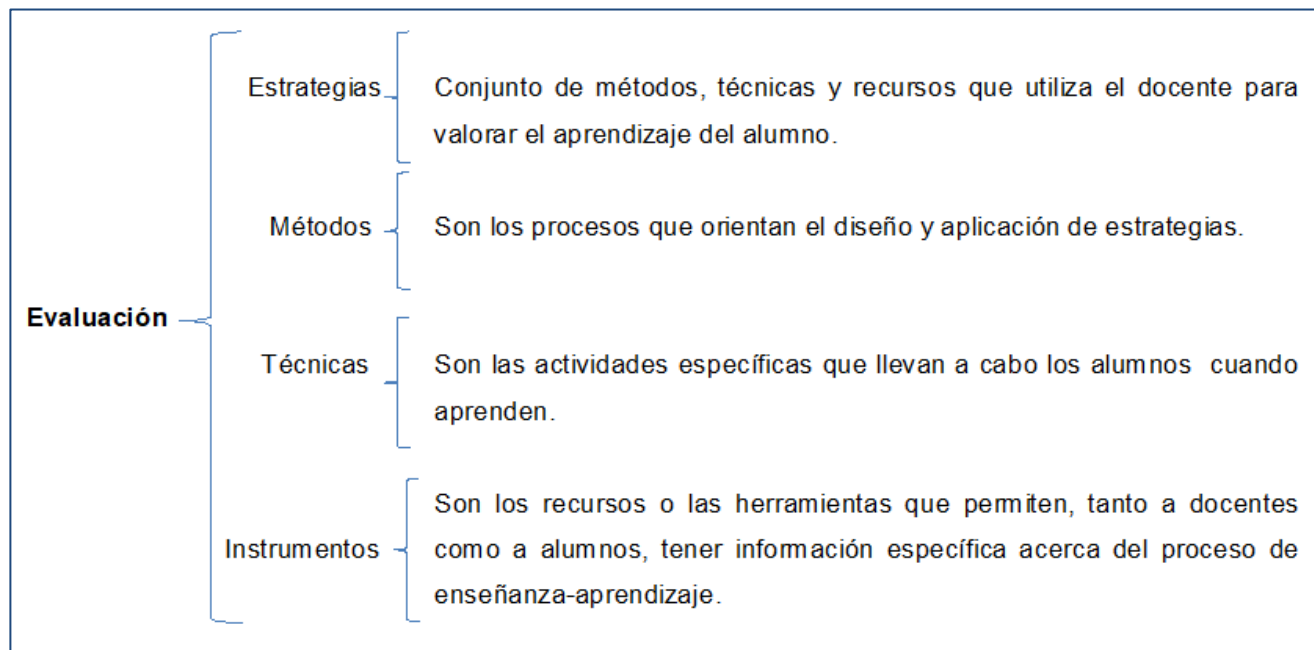 Estrategias
Conjunto de métodos, técnicas y recursos que utiliza el docente para
valorar el aprendizaje del alumno.
Métodos
Son los procesos que orientan el diseño y aplicación de estrategias.
Evaluación
Técnicas
Son las actividades específicas que llevan a cabo los alumnos cuando
aprenden.
Instrumentos
Son los recursos o las herramientas que permiten, tanto a docentes
como a alumnos, tener información específica acerca del proceso de
enseñanza-aprendizaje.